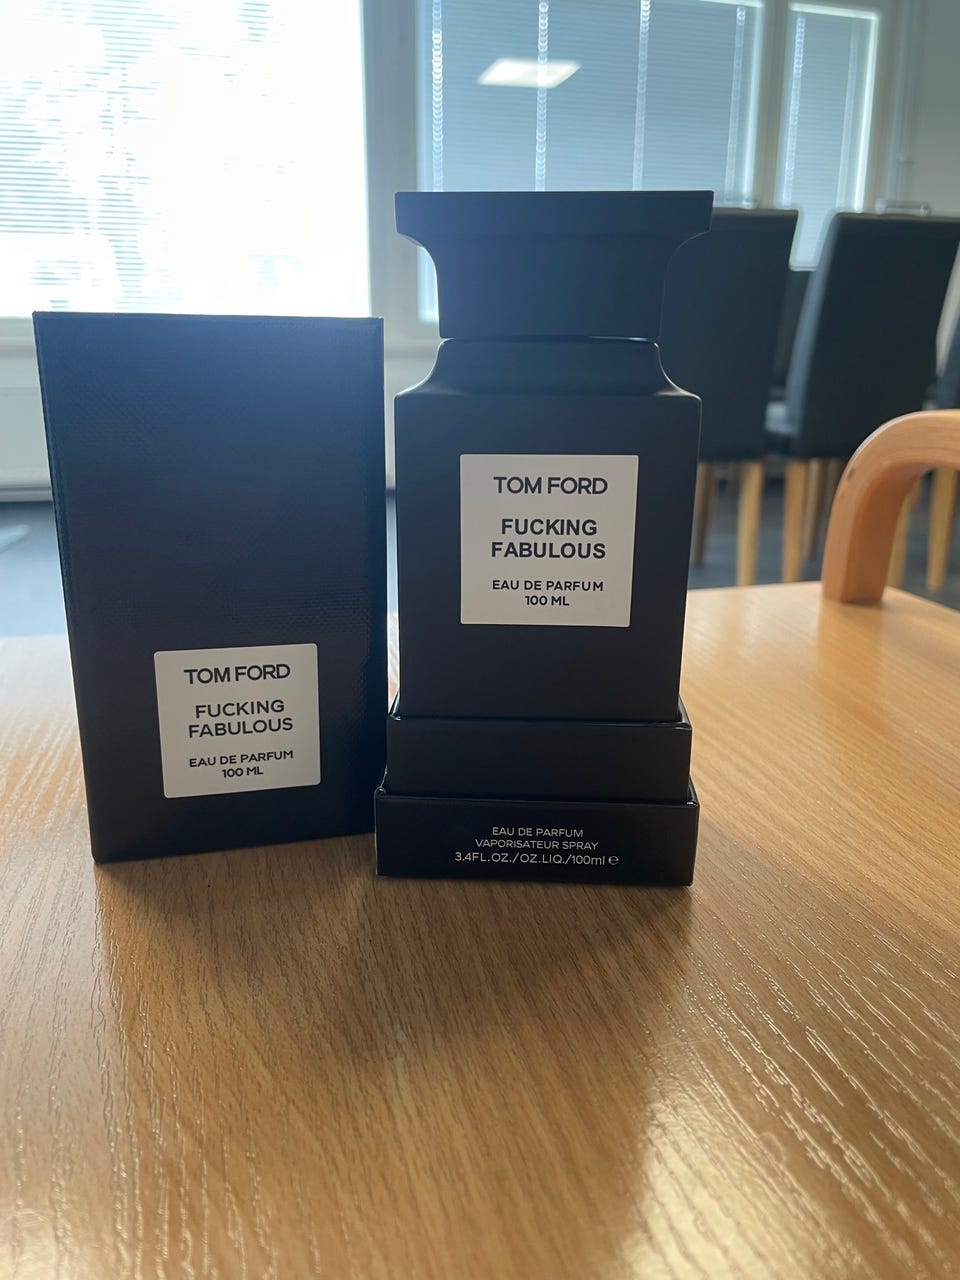 TOM FORD
FUCKING
FABULOUS
EAU DE PARFUM
100 ML
TOM FORD
FUCKING
FABULOUS
EAU DE PARFUM
100 ML
EAU DE PARFUM
VAPORISATEUR SPRAY
3.4FL.OZ./OZ.LIQ./100ml ℮